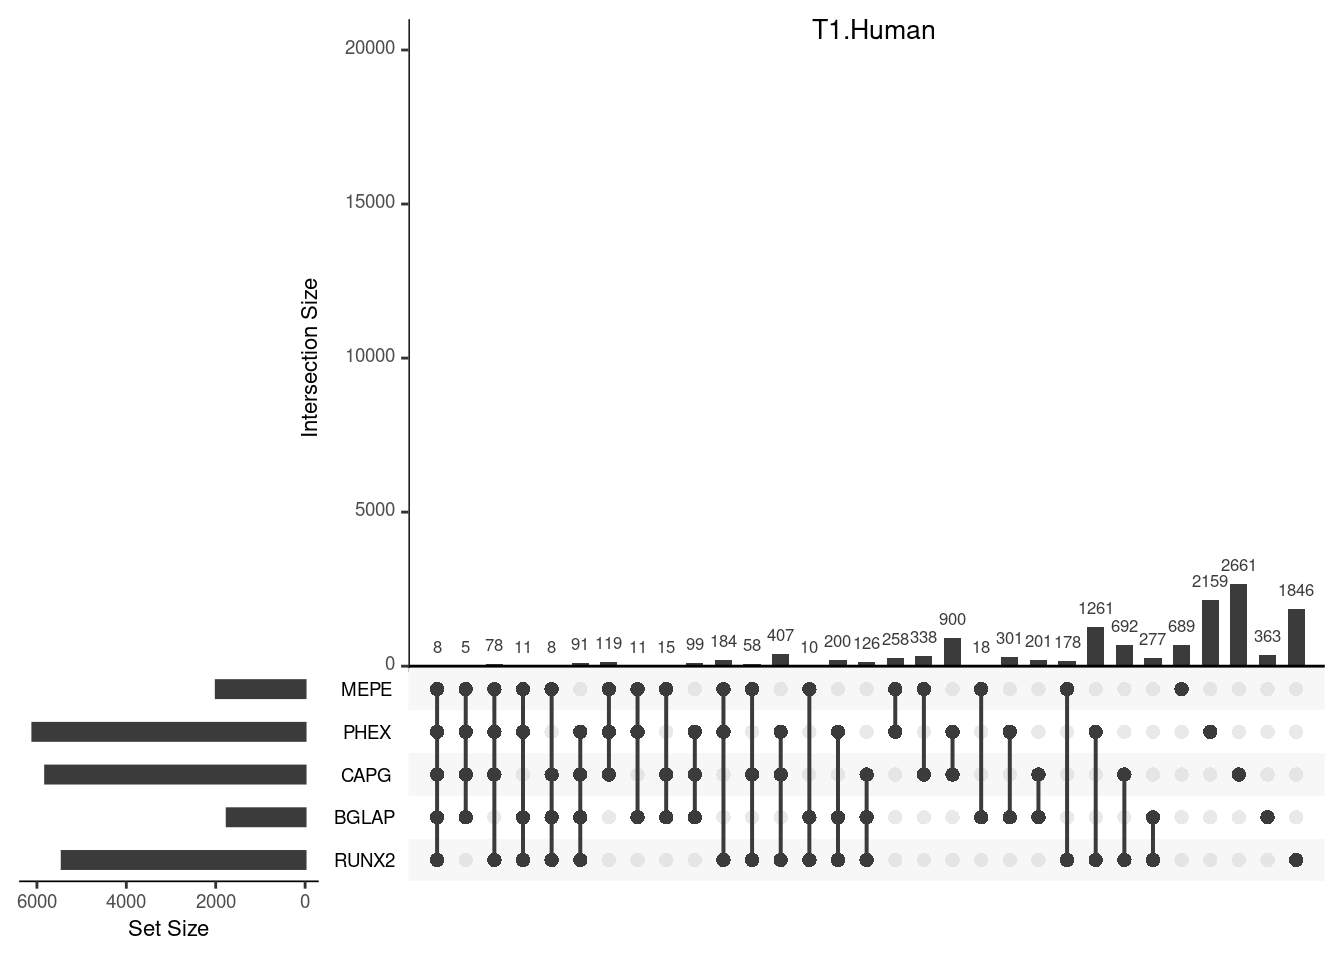 T1.Human
20000
15000
10000
5000
0
Intersection Size
8 5 78 11 8 91 119 11 15 99 184 58 407 10 200 126 258 338 900 18 301 201 178 1261 692 277 689 2159 2661 363 1846
MEPE
PHEX
CAPG
BGLAP
RUNX2
6000 4000 2000 0
Set Size